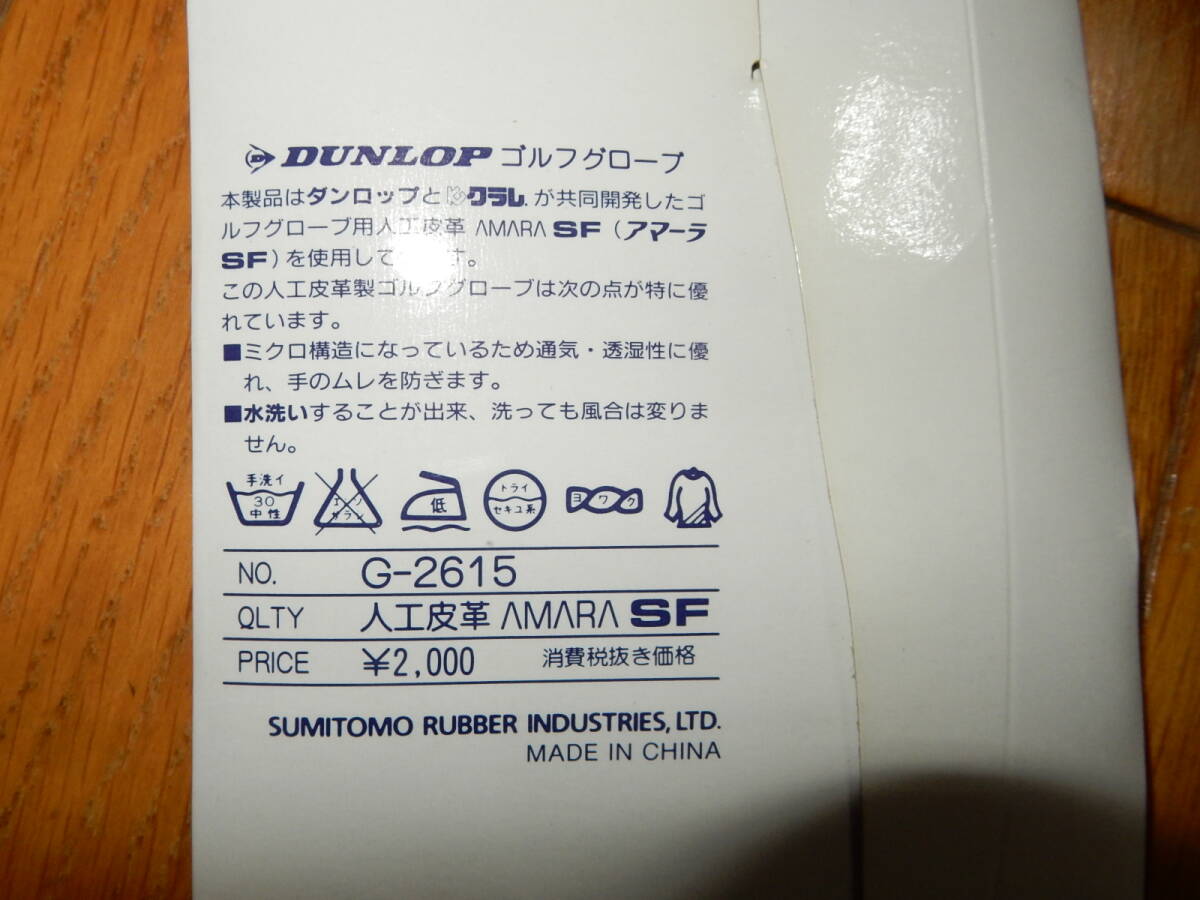 DUNLOP ゴルフグローブ
本製品はダンロップとクラレが共同開発したゴ
ルフグローブ用人工皮革 AMARA SF (アマーラ
SF)を使用して す。
この人工皮革製ゴルフグローブは次の点が特に優
れています。
■ミクロ構造になっているため通気・透湿性に優
れ、手のムレを防ぎます。
■水洗いすることが出来、洗っても風合は変りま
せん。
手洗イ
30
中性
エンソ
サラシ
低
ドライ
セキユ系
ヨワク
NO. G-2615
QLTY 人工皮革 AMARA SF
PRICE ¥2,000 消費税抜き価格
SUMITOMO RUBBER INDUSTRIES, LTD.
MADE IN CHINA